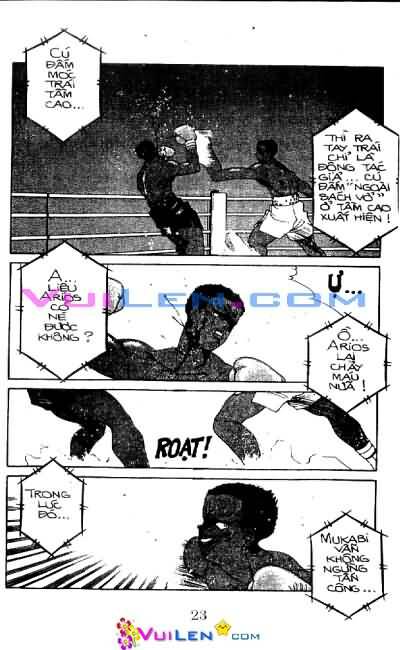 CÚ
ĐẤM
MÓC
TRÁI
TẦM
CAO...
THÌ RA,
TAY TRÁI
CHỈ LÀ
ĐỘNG TÁC
GIẢ... CÚ
ĐẤM "NGOÀI
BẠCH VỞ"
Ở TẦM CAO
XUẤT HIỆN!
A...
LIỆU
ARIOS
CÓ
NÉ
ĐƯỢC
KHÔNG?
Ự...
VUILEN.COM
Ồ...
ARIOS
LẠI
CHẢY
MÁU
NỮA!
ROẠT!
TRONG
LÚC
ĐÓ...
MUKABI
VẪN
KHÔNG
NGỪNG
TẤN
CÔNG...
23
VUILEN.COM